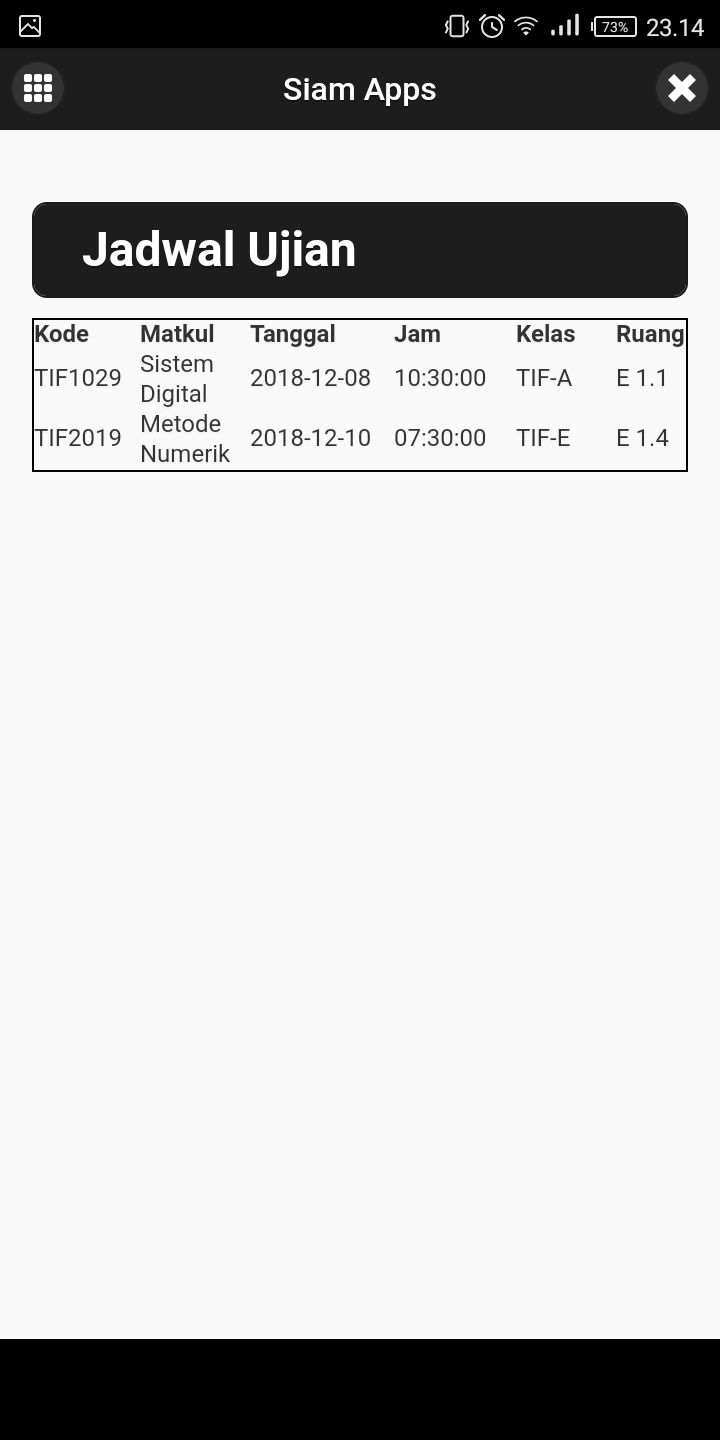 73% 23.14
Siam Apps
Jadwal Ujian
Kode Matkul Tanggal Jam Kelas Ruang
TIF1029 Sistem Digital 2018-12-08 10:30:00 TIF-A E 1.1
TIF2019 Metode Numerik 2018-12-10 07:30:00 TIF-E E 1.4